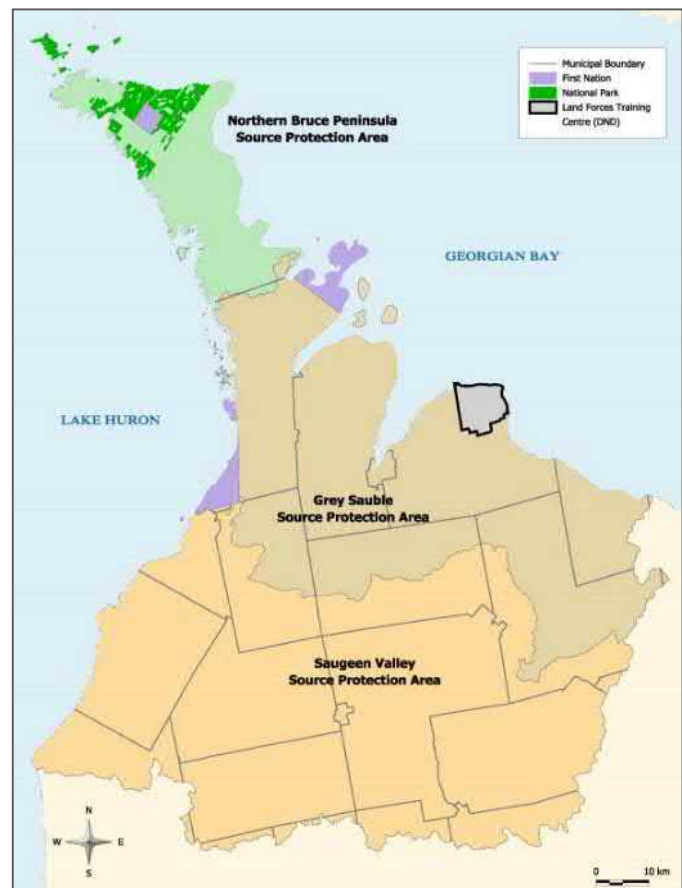 Municipal Boundary
First Nation
National Park
Land Forces Training
Centre (DND)
Northern Bruce Peninsula
Source Protection Area
GEORGIAN BAY
LAKE HURON
Grey Sauble
Source Protection Area
Saugeen Valley
Source Protection Area
N
W E
S
0 10 km